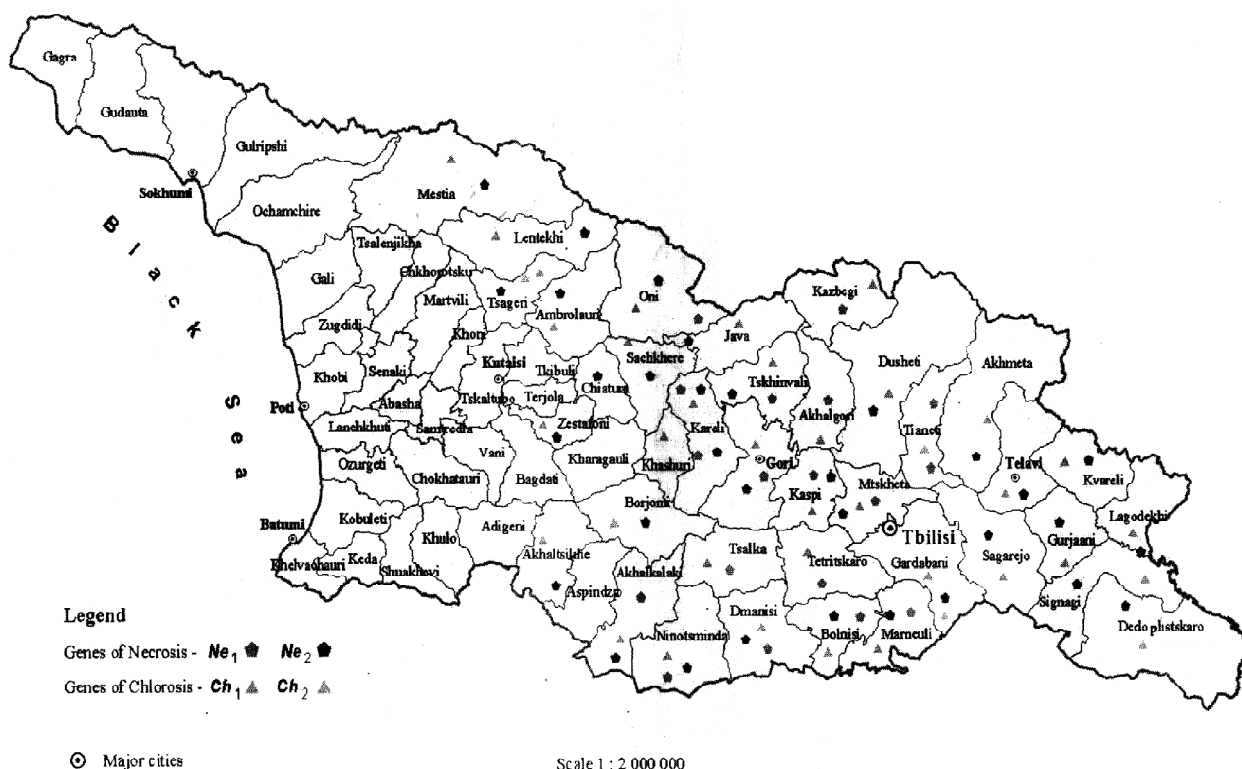 Gagra
Gudauta
Gulripshi
Sokhumi
Mestia
Ochamchire
Black Sea
Lentekhi
Tsalenjikha
Chkhorotsku
Gali
Martvili
Tsageri
Ambrolauri
Oni
Kazbegi
Zugdidi
Khoni
Java
Dusheti
Akhmeta
Kutaisi
Sachkhere
Senaki
Khobi
Tkibuli
Chiatura
Tskhinvali
Poti
Abasha
Tskaltubo
Terjola
Akhalgori
Lanchkhuti
Samtredia
Zestafoni
Kareli
Tianeti
Vani
Kharagauli
Khashuri
Gori
Telavi
Ozurgeti
Chokhatauri
Bagdati
Kaspi
Mtskheta
Kvareli
Borjomi
Lagodekhi
Kobuleti
Adigeni
Batumi
Khulo
Tbilisi
Gurjaani
Akhaltsikhe
Tsalka
Tetritskaro
Sagarejo
Khelvachauri
Keda
Shuakhevi
Aspindza
Akhalkalaki
Gardabani
Signagi
Dmanisi
Dedoplistskaro
Ninotsminda
Bolnisi
Marneuli
Legend
Genes of Necrosis - Ne1 Ne2
Genes of Chlorosis - Ch1 Ch2
Major cities
Scale 1 : 2 000 000